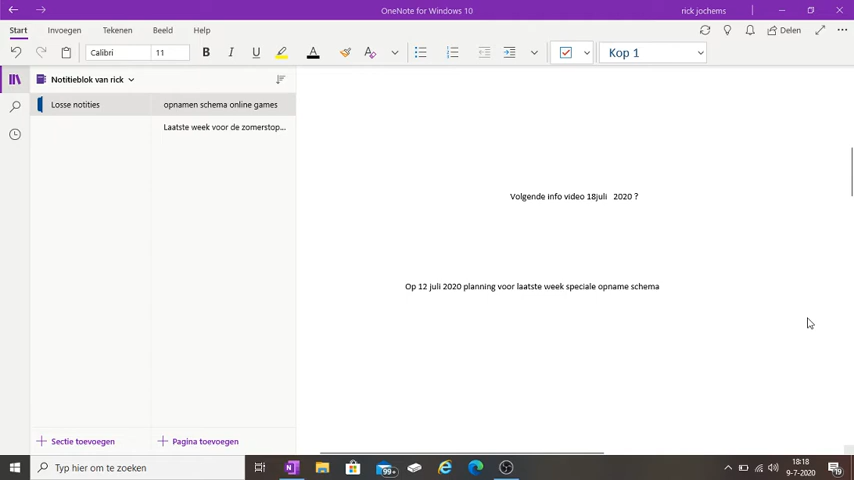 OneNote for Windows 10
rick jochems
Start Invoegen Tekenen Beeld Help
Delen
Calibri 11 B I U A A Kop 1
Notitieblok van rick
Losse notities
opnamen schema online games
Laatste week voor de zomerstop...
Volgende info video 18juli 2020 ?
Op 12 juli 2020 planning voor laatste week speciale opname schema
Sectie toevoegen
Pagina toevoegen
Typ hier om te zoeken
99+
18:18
9-7-2020
19